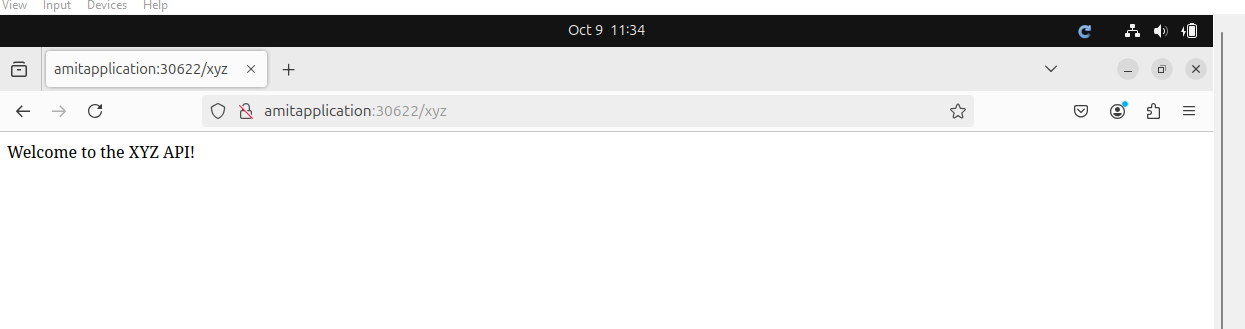 View Input Devices Help
Oct 9 11:34
amitapplication:30622/xyz
amitapplication:30622/xyz
Welcome to the XYZ API!